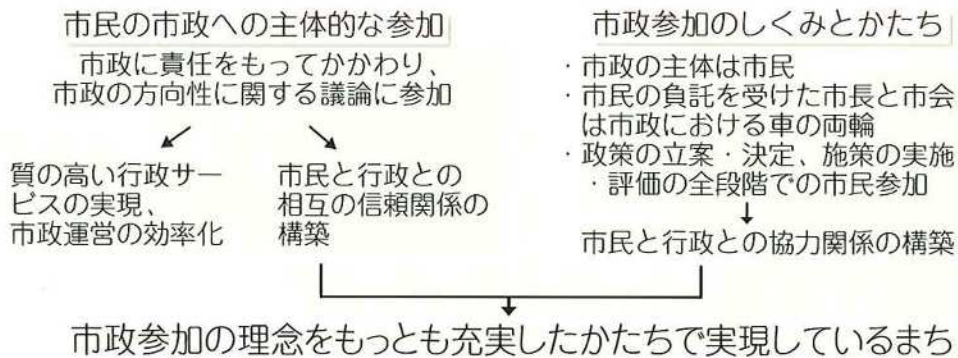 市民の市政への主体的な参加
市政に責任をもってかかわり、
市政の方向性に関する議論に参加
質の高い行政サー
ビスの実現、
市政運営の効率化
市民と行政との
相互の信頼関係の
構築
市政参加のしくみとかたち
・市政の主体は市民
・市民の負託を受けた市長と市会
は市政における車の両輪
・政策の立案・決定、施策の実施
・評価の全段階での市民参加
市民と行政との協力関係の構築
市政参加の理念をもっとも充実したかたちで実現しているまち